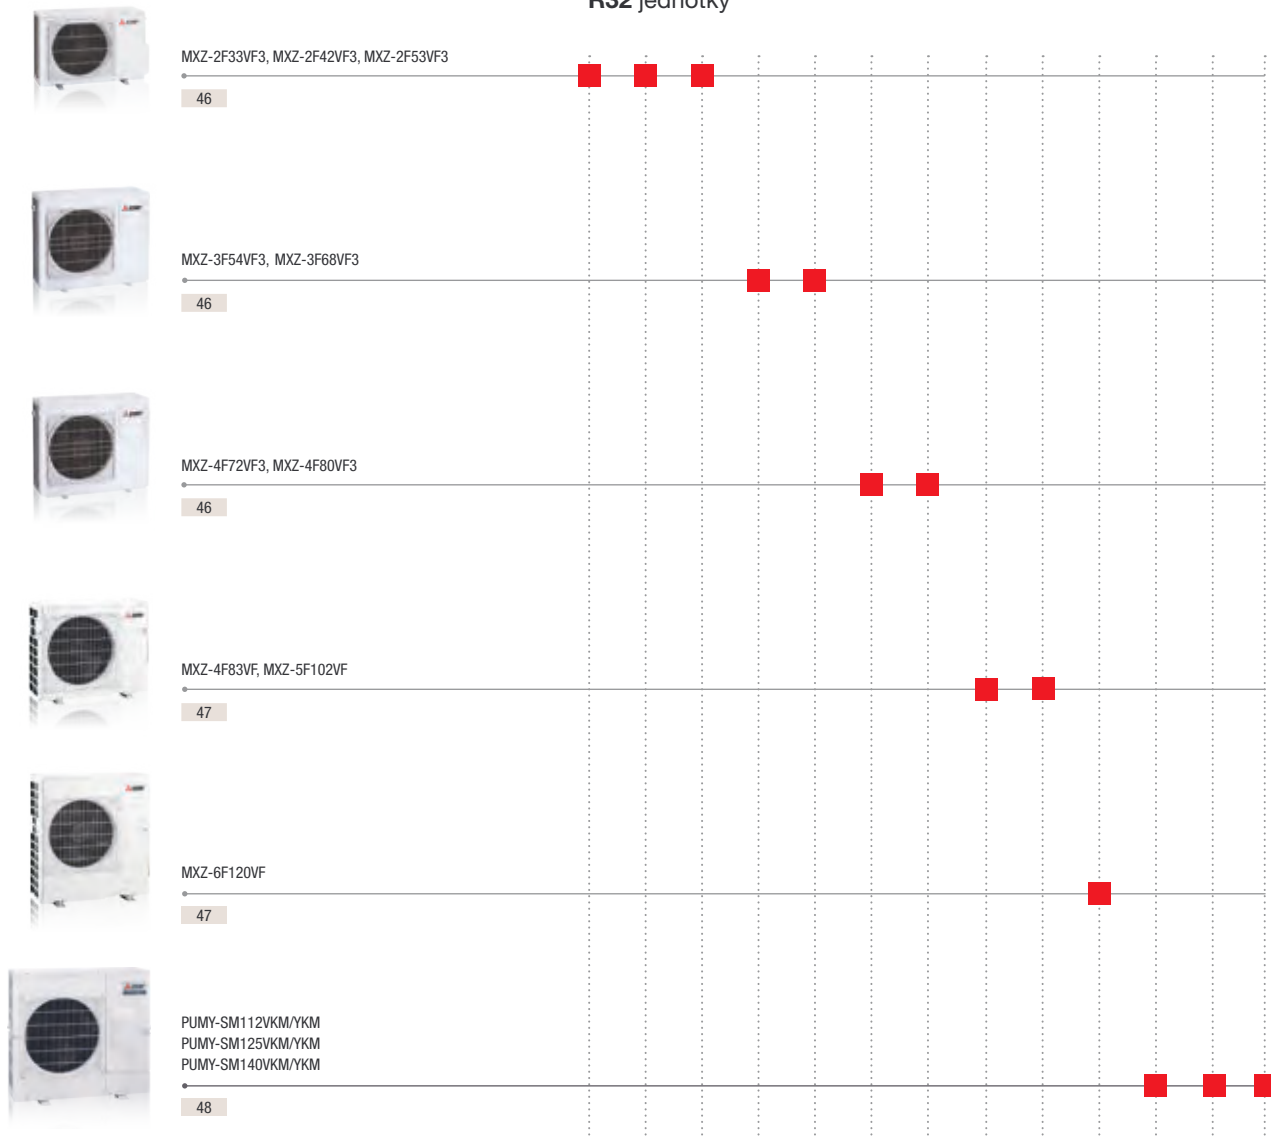 R32 jednotky
MXZ-2F33VF3, MXZ-2F42VF3, MXZ-2F53VF3
46
MXZ-3F54VF3, MXZ-3F68VF3
46
MXZ-4F72VF3, MXZ-4F80VF3
46
MXZ-4F83VF, MXZ-5F102VF
47
MXZ-6F120VF
47
PUMY-SM112VKM/YKM
PUMY-SM125VKM/YKM
PUMY-SM140VKM/YKM
48